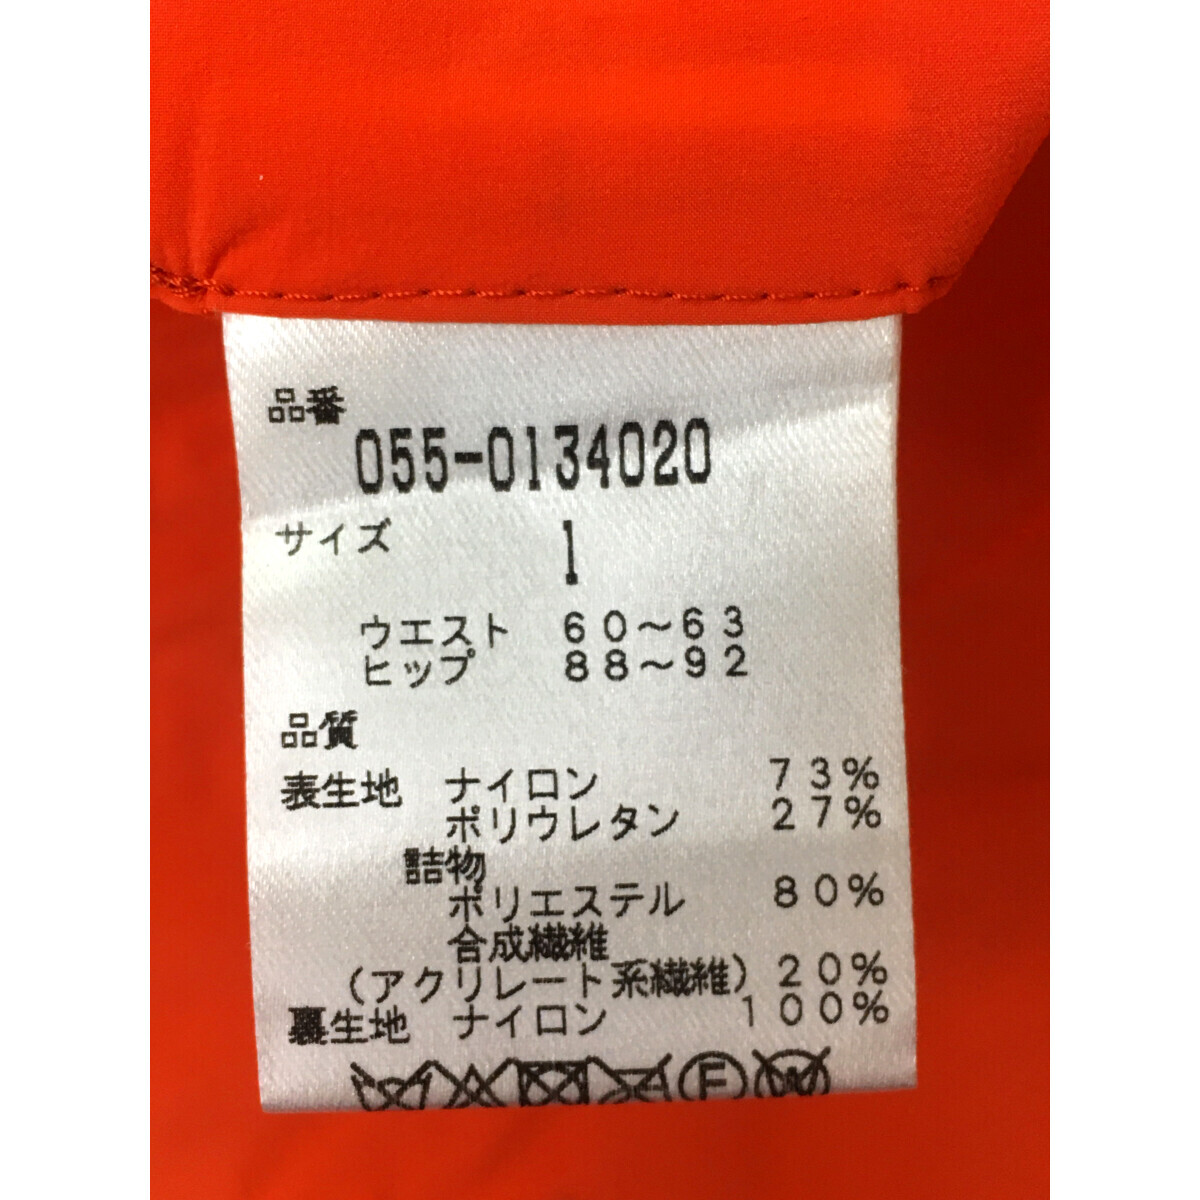 品番
055-0134020
サイズ 1
ウエスト 60～63
ヒップ 88～92
品質
表生地 ナイロン 73%
ポリウレタン 27%
詰物
ポリエステル 80%
合成繊維
(アクリレート系繊維) 20%
裏生地 ナイロン 100%
F W